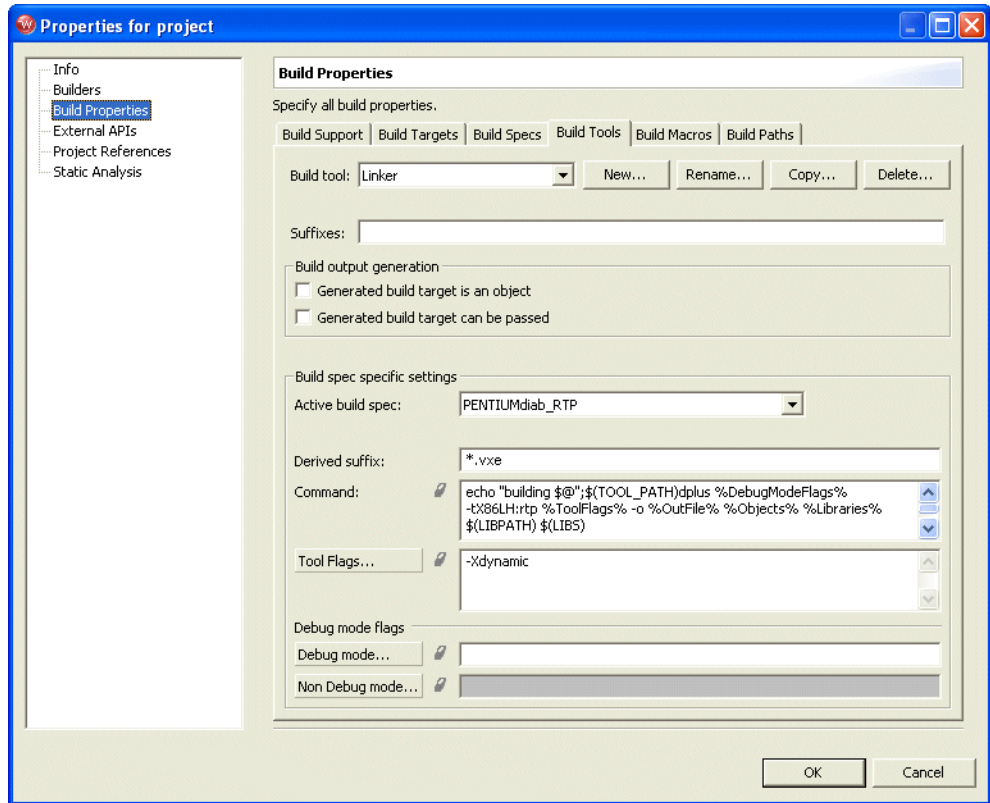 Properties for project
Info
Builders
Build Properties
External APIs
Project References
Static Analysis
Build Properties
Specify all build properties.
Build Support Build Targets Build Specs Build Tools Build Macros Build Paths
Build tool: Linker New... Rename... Copy... Delete...
Suffixes:
Build output generation
Generated build target is an object
Generated build target can be passed
Build spec specific settings
Active build spec: PENTIUMdiab_RTP
Derived suffix: *.vxe
Command: echo "building $@";$(TOOL_PATH)dplus %DebugModeFlags%
-tX86LH:rtp %ToolFlags% -o %OutFile% %Objects% %Libraries%
$(LIBPATH) $(LIBS)
Tool Flags... -Xdynamic
Debug mode flags
Debug mode...
Non Debug mode...
OK Cancel